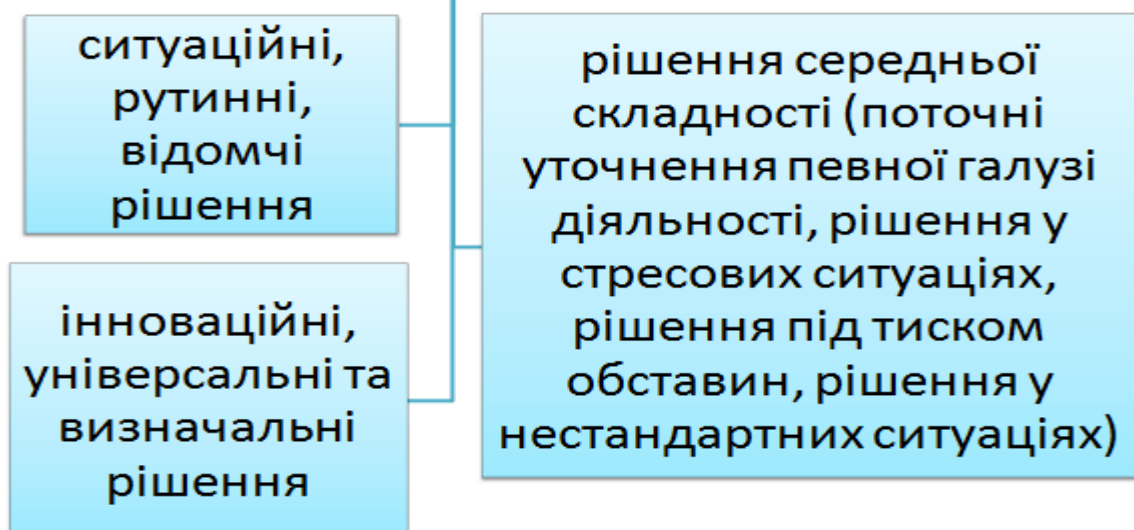 ситуаційні,
рутинні,
відомчі
рішення
рішення середньої
складності (поточні
уточнення певної галузі
діяльності, рішення у
стресових ситуаціях,
рішення під тиском
обставин, рішення у
нестандартних ситуаціях)
інноваційні,
універсальні та
визначальні
рішення